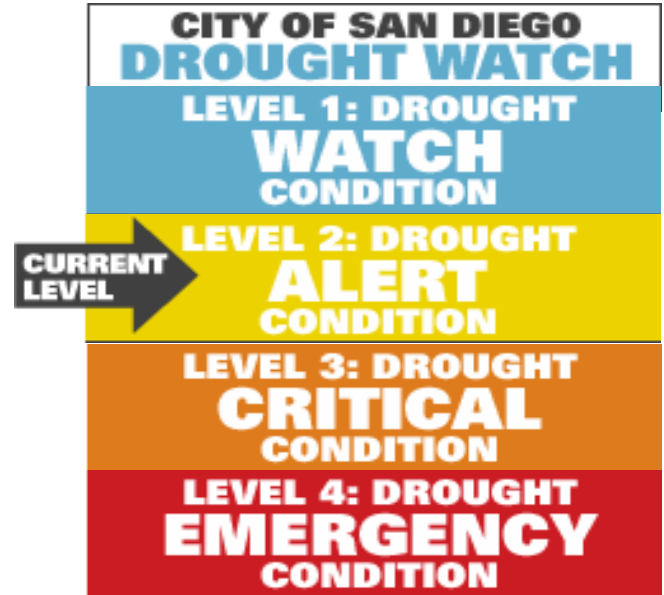 CITY OF SAN DIEGO
DROUGHT WATCH
LEVEL 1: DROUGHT
WATCH
CONDITION
CURRENT
LEVEL
LEVEL 2: DROUGHT
ALERT
CONDITION
LEVEL 3: DROUGHT
CRITICAL
CONDITION
LEVEL 4: DROUGHT
EMERGENCY
CONDITION